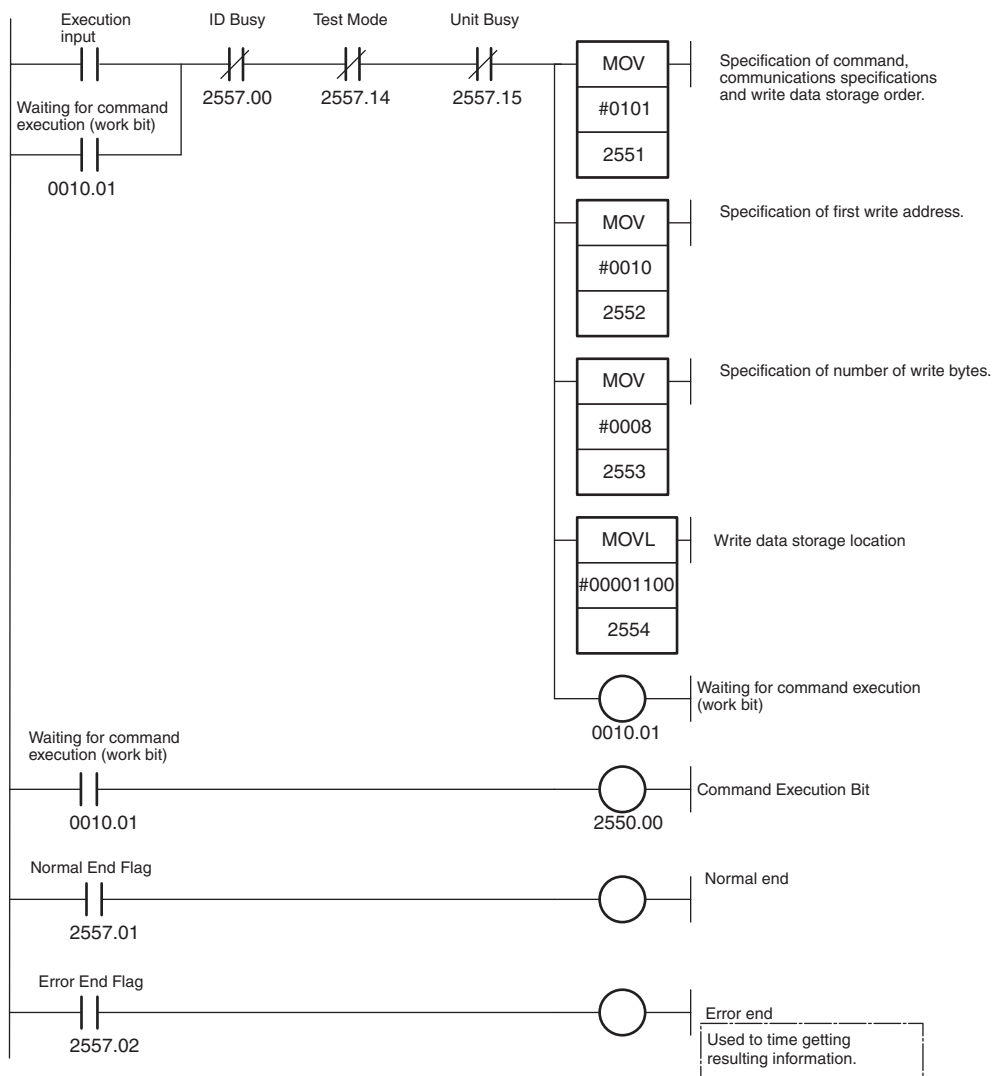 Execution
input
ID Busy
Test Mode
Unit Busy
2557.00
2557.14
2557.15
Waiting for command
execution (work bit)
0010.01
MOV
#0101
2551
Specification of command,
communications specifications
and write data storage order.
MOV
#0010
2552
Specification of first write address.
MOV
#0008
2553
Specification of number of write bytes.
MOVL
#00001100
2554
Write data storage location
Waiting for command execution
(work bit)
0010.01
Waiting for command
execution (work bit)
0010.01
2550.00
Command Execution Bit
Normal End Flag
2557.01
Normal end
Error End Flag
2557.02
Error end
Used to time getting
resulting information.